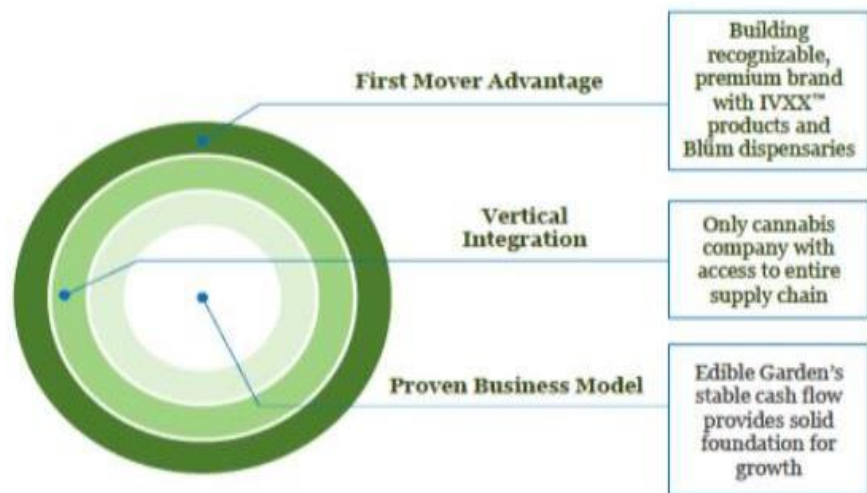 First Mover Advantage
Building
recognizable,
premium brand
with IVXX™
products and
Blüm dispensaries
Vertical
Integration
Only cannabis
company with
access to entire
supply chain
Proven Business Model
Edible Garden's
stable cash flow
provides solid
foundation for
growth